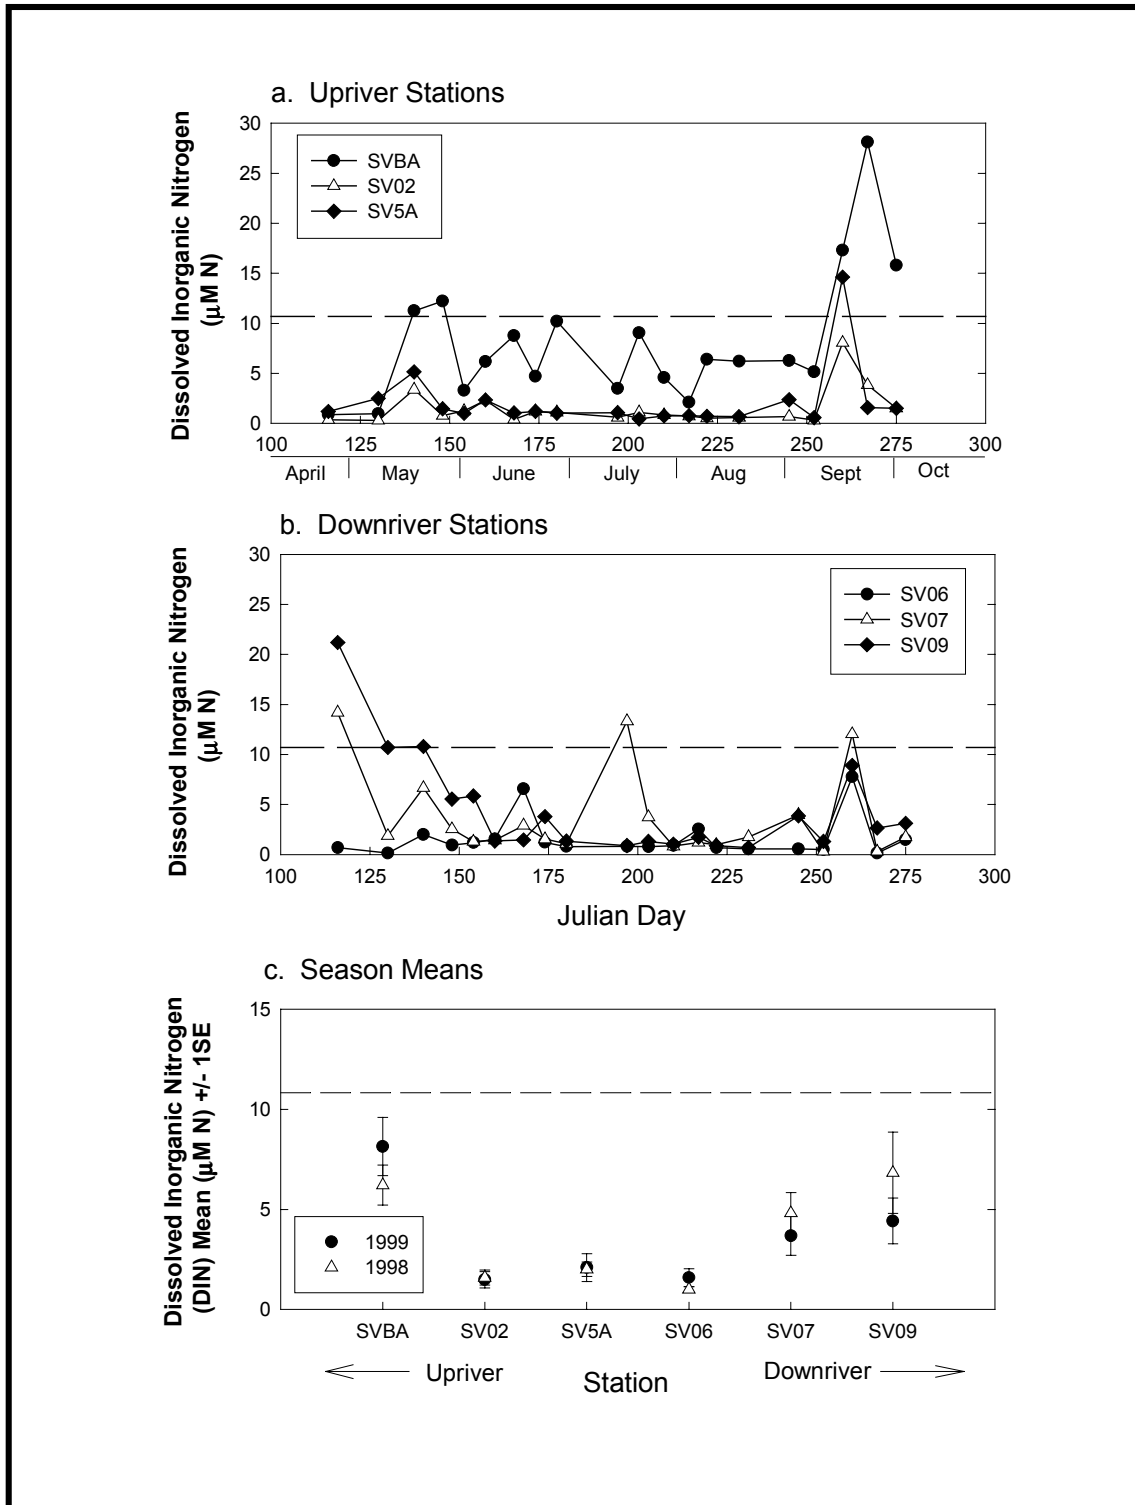 a.  Upriver Stations
Dissolved Inorganic Nitrogen
(µM N)
30
25
20
15
10
5
0
SVBA
SV02
SV5A
100 125 150 175 200 225 250 275 300
April May June July Aug Sept Oct
b.  Downriver Stations
Dissolved Inorganic Nitrogen
(µM N)
30
25
20
15
10
5
0
SV06
SV07
SV09
100 125 150 175 200 225 250 275 300
Julian Day
c.  Season Means
Dissolved Inorganic Nitrogen
(DIN) Mean (µM N) +/- 1SE
15
10
5
0
1999
1998
SVBA SV02 SV5A SV06 SV07 SV09
Upriver Station Downriver